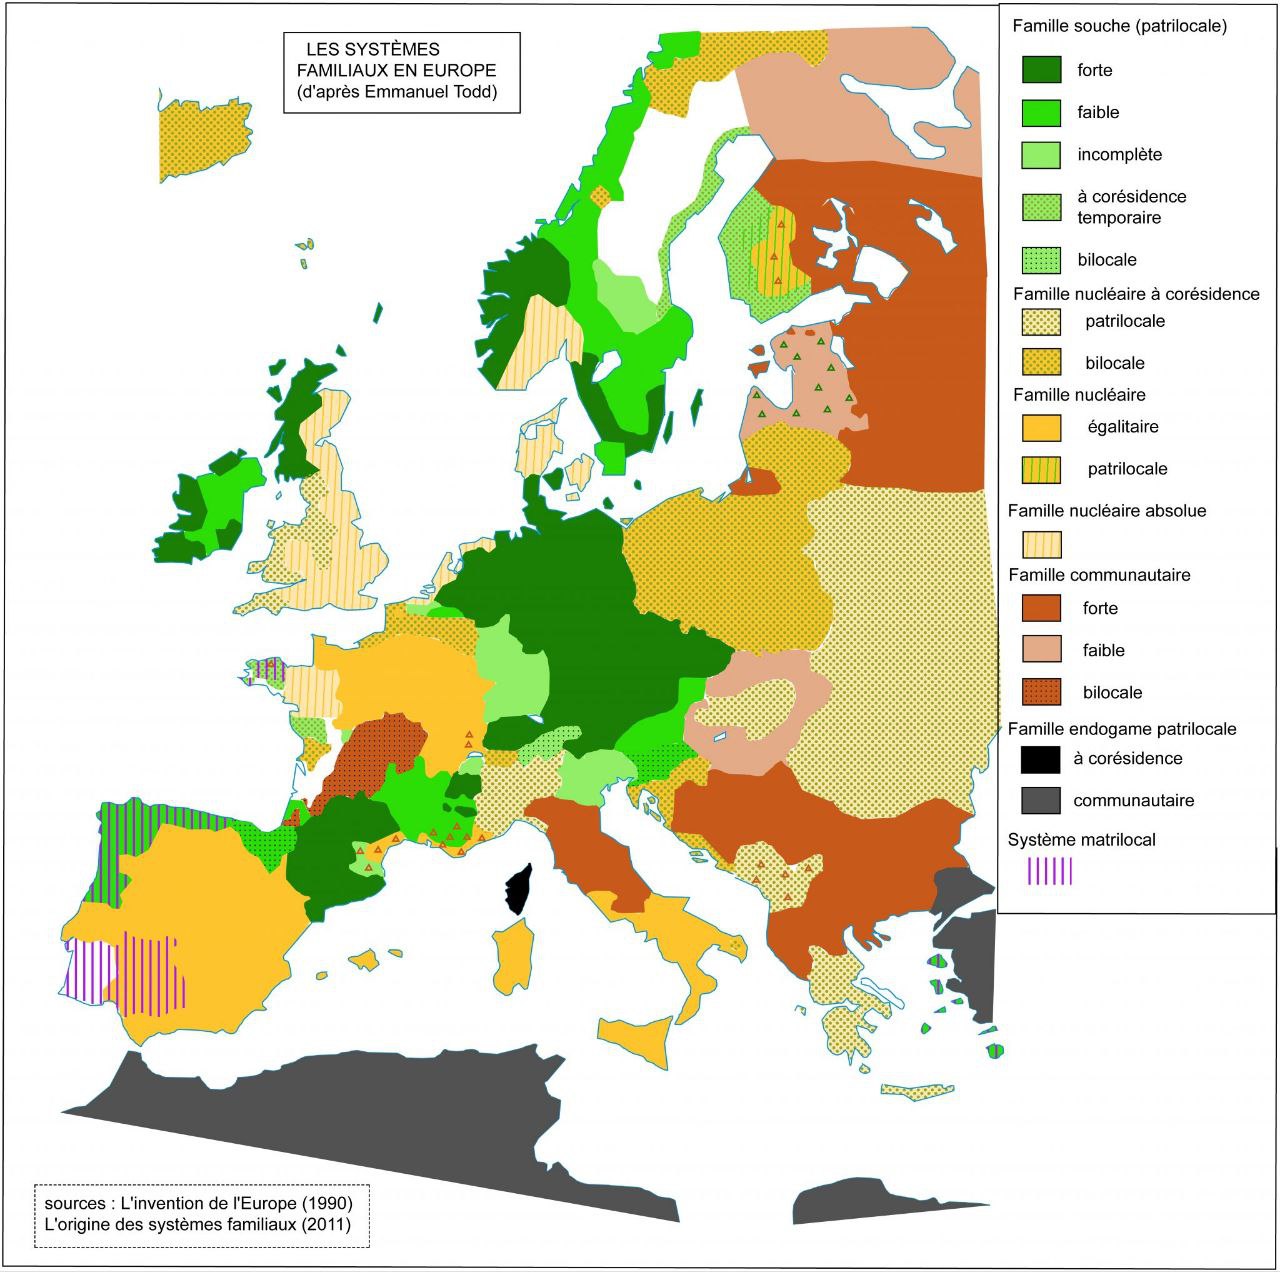 LES SYSTÈMES
FAMILIAUX EN EUROPE
(d'après Emmanuel Todd)
Famille souche (patrilocale)
forte
faible
incomplète
à corésidence
temporaire
bilocale
Famille nucléaire à corésidence
patrilocale
bilocale
Famille nucléaire
égalitaire
patrilocale
Famille nucléaire absolue
Famille communautaire
forte
faible
bilocale
Famille endogame patrilocale
à corésidence
communautaire
Système matrilocal
sources : L'invention de l'Europe (1990)
L'origine des systèmes familiaux (2011)